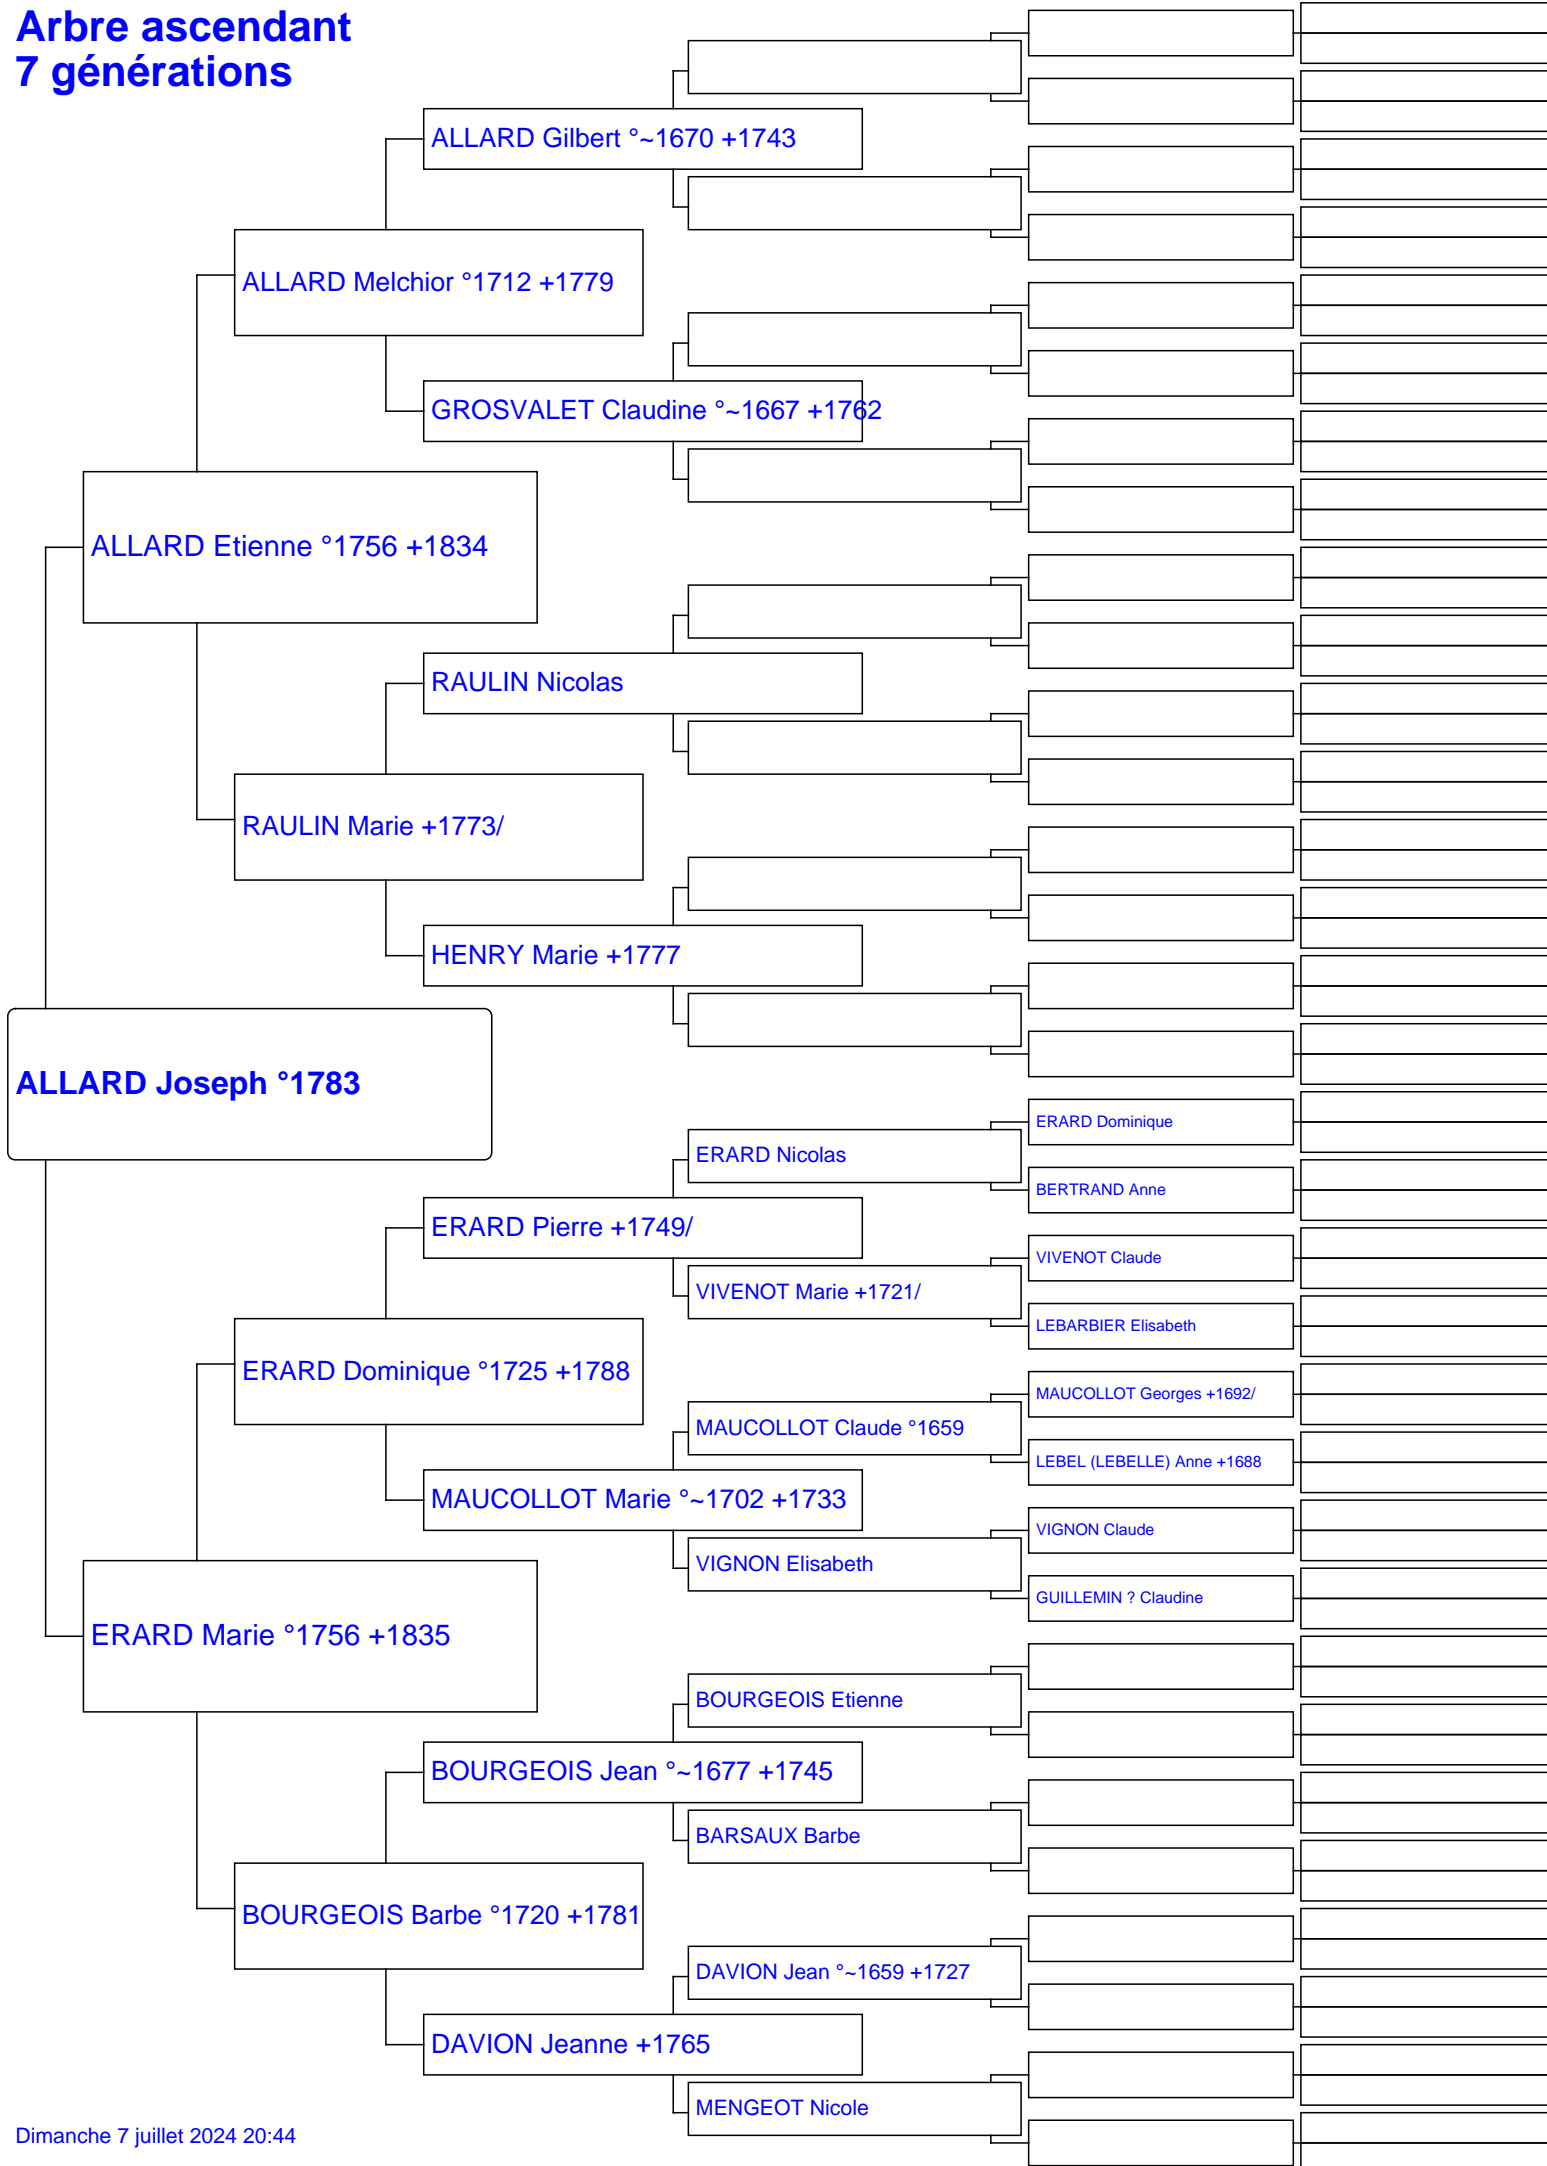 Arbre ascendant
7 générations
ALLARD Gilbert °~1670 +1743
ALLARD Melchior °1712 +1779
GROSVALET Claudine °~1667 +1762
ALLARD Etienne °1756 +1834
RAULIN Nicolas
RAULIN Marie +1773/
HENRY Marie +1777
ALLARD Joseph °1783
ERARD Dominique
ERARD Nicolas
BERTRAND Anne
ERARD Pierre +1749/
VIVENOT Claude
VIVENOT Marie +1721/
LEBARBIER Elisabeth
ERARD Dominique °1725 +1788
MAUCOLLOT Georges +1692/
MAUCOLLOT Claude °1659
LEBEL (LEBELLE) Anne +1688
MAUCOLLOT Marie °~1702 +1733
VIGNON Claude
VIGNON Elisabeth
GUILLEMIN ? Claudine
ERARD Marie °1756 +1835
BOURGEOIS Etienne
BOURGEOIS Jean °~1677 +1745
BARSAUX Barbe
BOURGEOIS Barbe °1720 +1781
DAVION Jean °~1659 +1727
DAVION Jeanne +1765
MENGEOT Nicole
Dimanche 7 juillet 2024 20:44